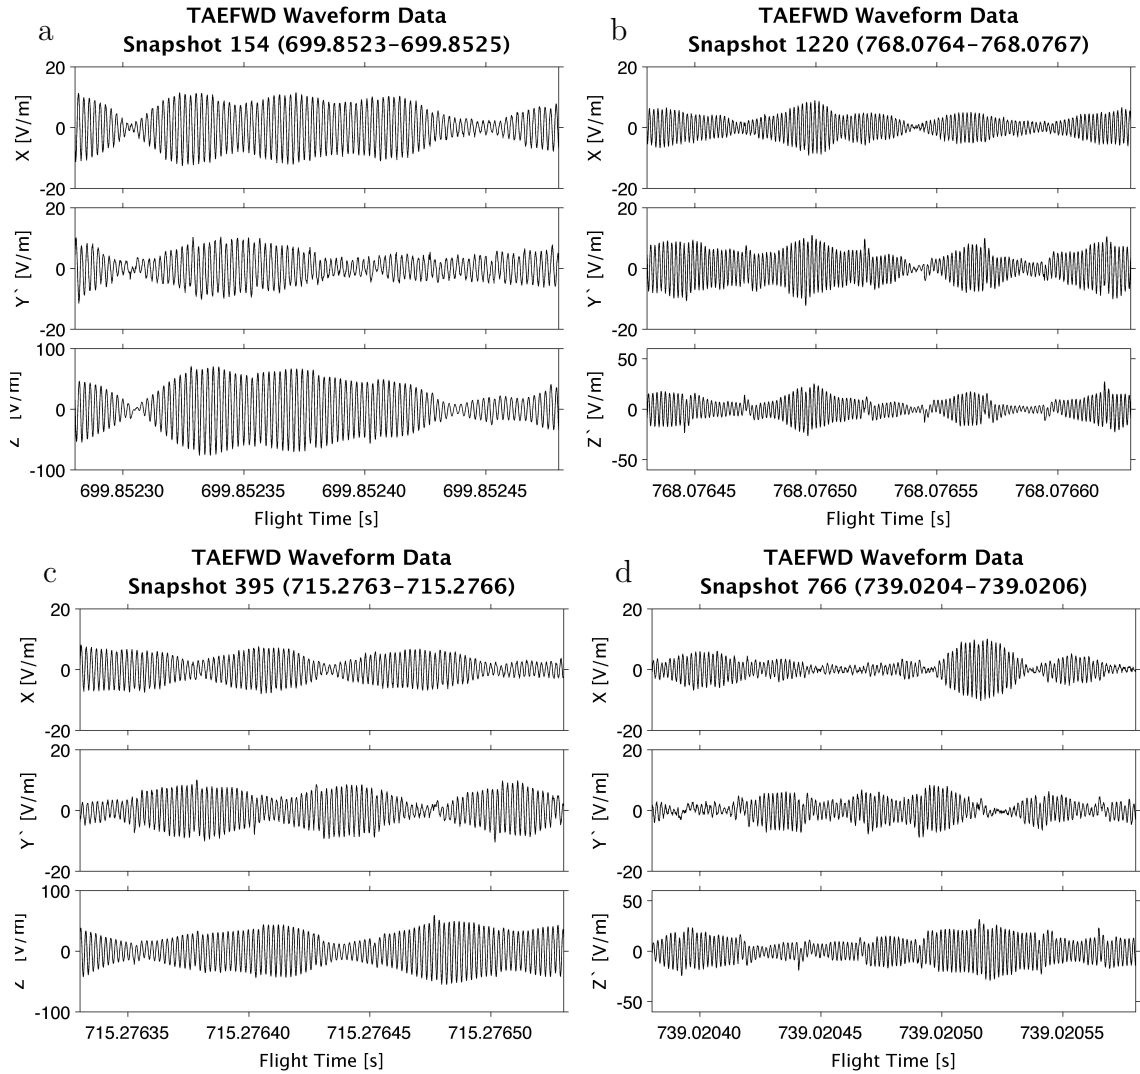 a
TAEFWD Waveform Data
Snapshot 154 (699.8523-699.8525)
20
0
-20
X [V/m]
20
0
-20
Y` [V/m]
100
0
-100
[V/m]
699.85230 699.85235 699.85240 699.85245
Flight Time [s]
b
TAEFWD Waveform Data
Snapshot 1220 (768.0764-768.0767)
20
0
-20
X [V/m]
20
0
-20
Y` [V/m]
50
0
-50
Z` [V/m]
768.07645 768.07650 768.07655 768.07660
Flight Time [s]
c
TAEFWD Waveform Data
Snapshot 395 (715.2763-715.2766)
20
0
-20
X [V/m]
20
0
-20
Y` [V/m]
100
0
-100
[V/m]
715.27635 715.27640 715.27645 715.27650
Flight Time [s]
d
TAEFWD Waveform Data
Snapshot 766 (739.0204-739.0206)
20
0
-20
X [V/m]
20
0
-20
Y` [V/m]
50
0
-50
Z` [V/m]
739.02040 739.02045 739.02050 739.02055
Flight Time [s]